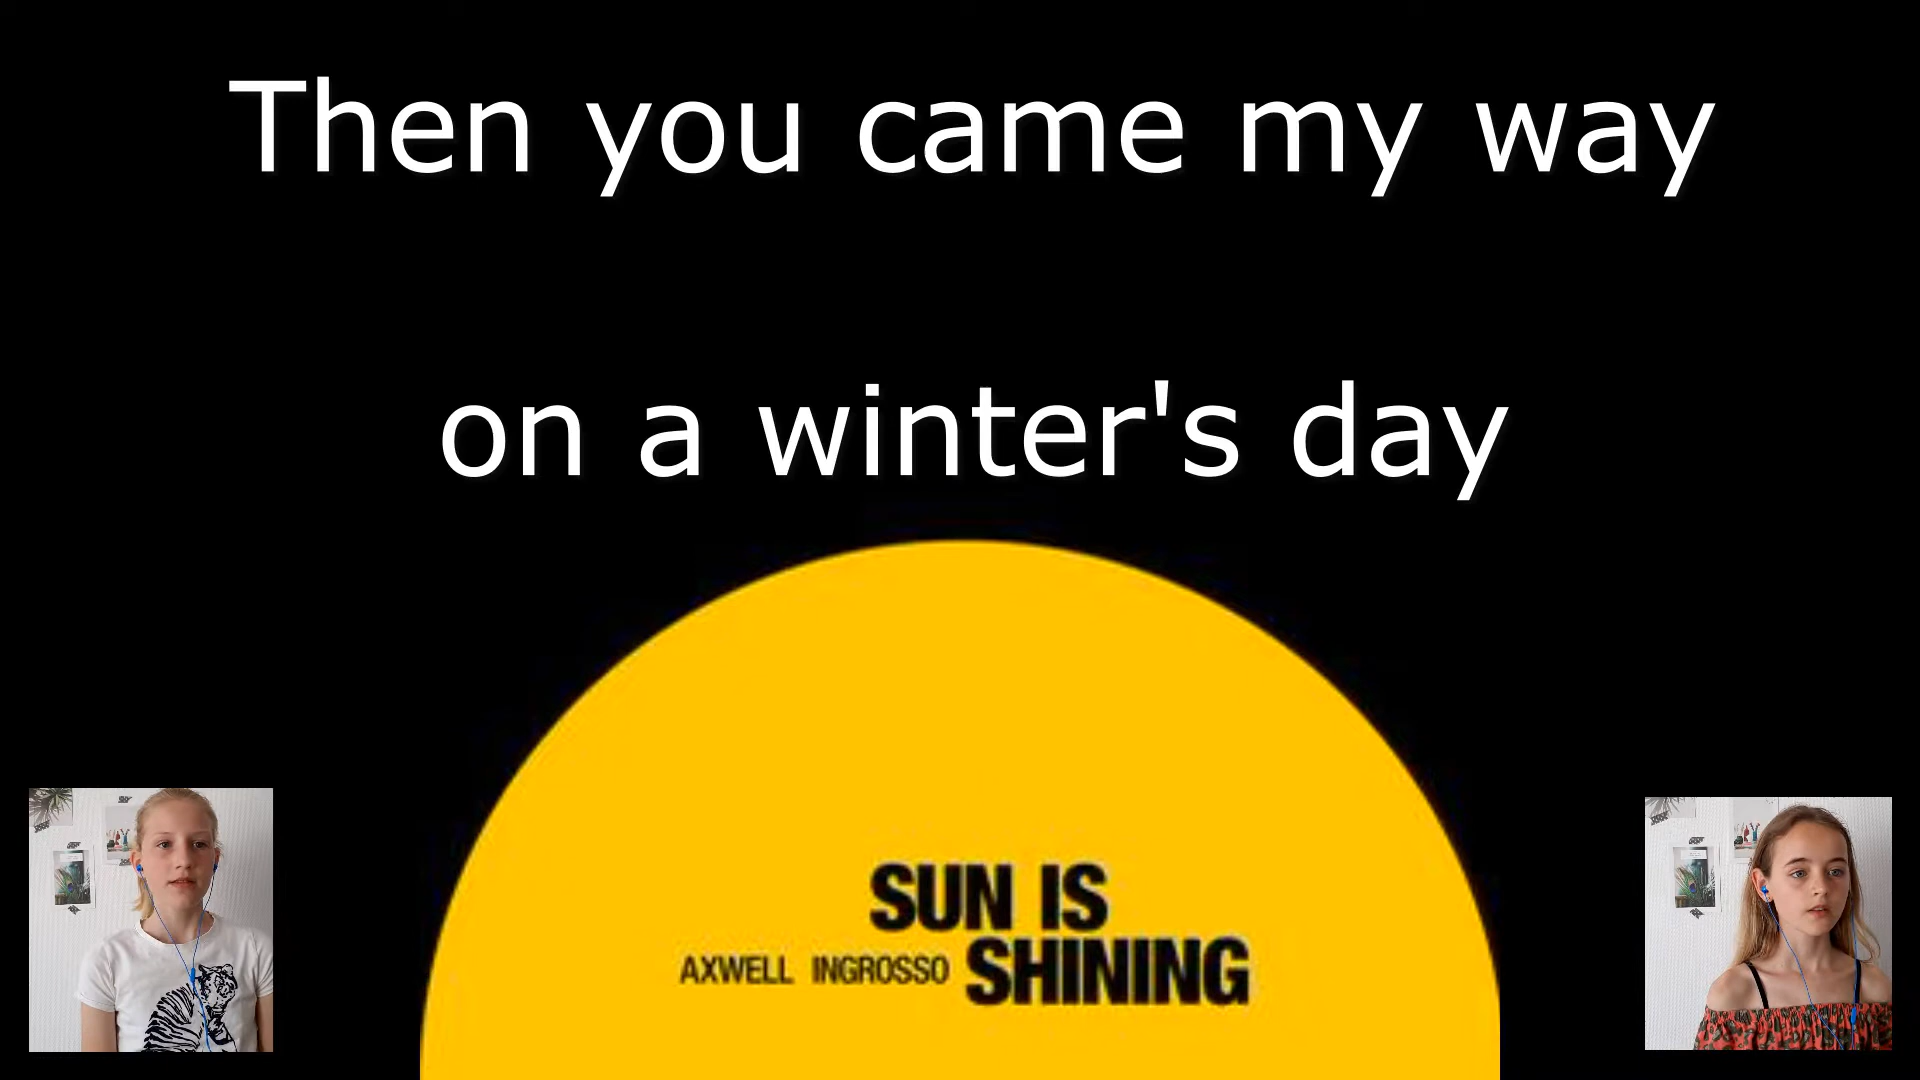 Then you came my way
on a winter's day
SUN IS
AXWELL INGROSSO SHINING